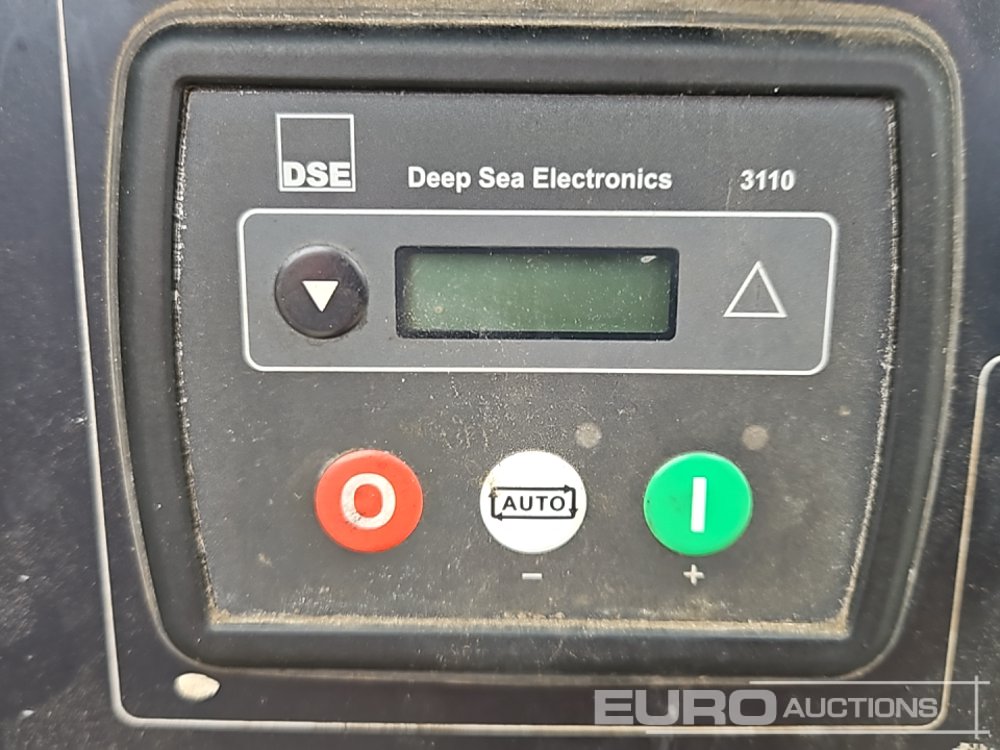 DSE
Deep Sea Electronics 3110
O AUTO I
− +
EURO AUCTIONS